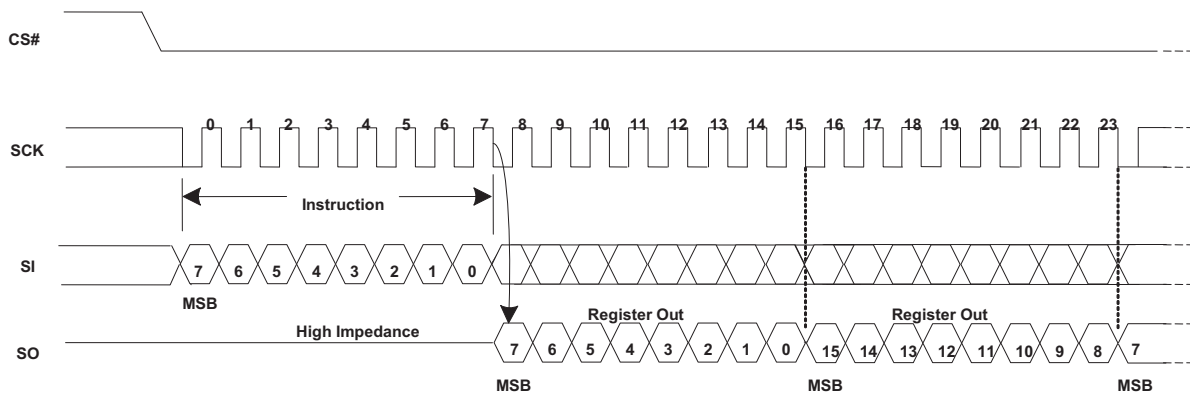 CS#
SCK
0 1 2 3 4 5 6 7 8 9 10 11 12 13 14 15 16 17 18 19 20 21 22 23
Instruction
SI
7 6 5 4 3 2 1 0
MSB
High Impedance
Register Out
Register Out
SO
7 6 5 4 3 2 1 0 15 14 13 12 11 10 9 8 7
MSB
MSB
MSB